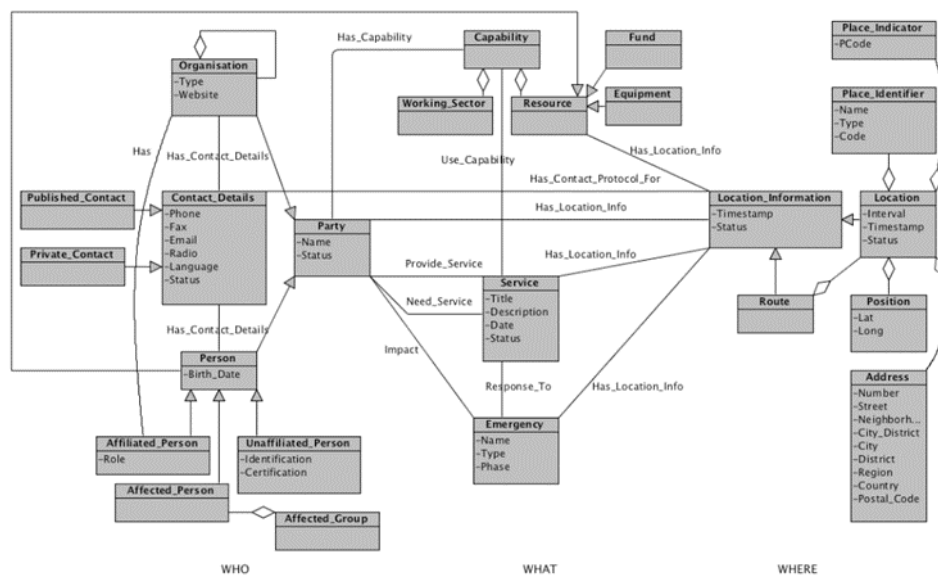 Organisation
-Type
-Website
Has_Capability
Capability
Working_Sector
Resource
Fund
Equipment
Place_Indicator
-PCode
Place_Identifier
-Name
-Type
-Code
Has
Has_Contact_Details
Use_Capability
Has_Location_Info
Has_Contact_Protocol_For
Has_Location_Info
Published_Contact
Private_Contact
Contact_Details
-Phone
-Fax
-Email
-Radio
-Language
-Status
Party
-Name
-Status
Location_Information
-Timestamp
-Status
Location
-Interval
-Timestamp
-Status
Provide_Service
Has_Location_Info
Need_Service
Service
-Title
-Description
-Date
-Status
Route
Position
-Lat
-Long
Has_Contact_Details
Impact
Person
-Birth_Date
Response_To
Has_Location_Info
Address
-Number
-Street
-Neighborh...
-City_District
-City
-District
-Region
-Country
-Postal_Code
Emergency
-Name
-Type
-Phase
Affiliated_Person
-Role
Unaffiliated_Person
-Identification
-Certification
Affected_Person
Affected_Group
WHO
WHAT
WHERE